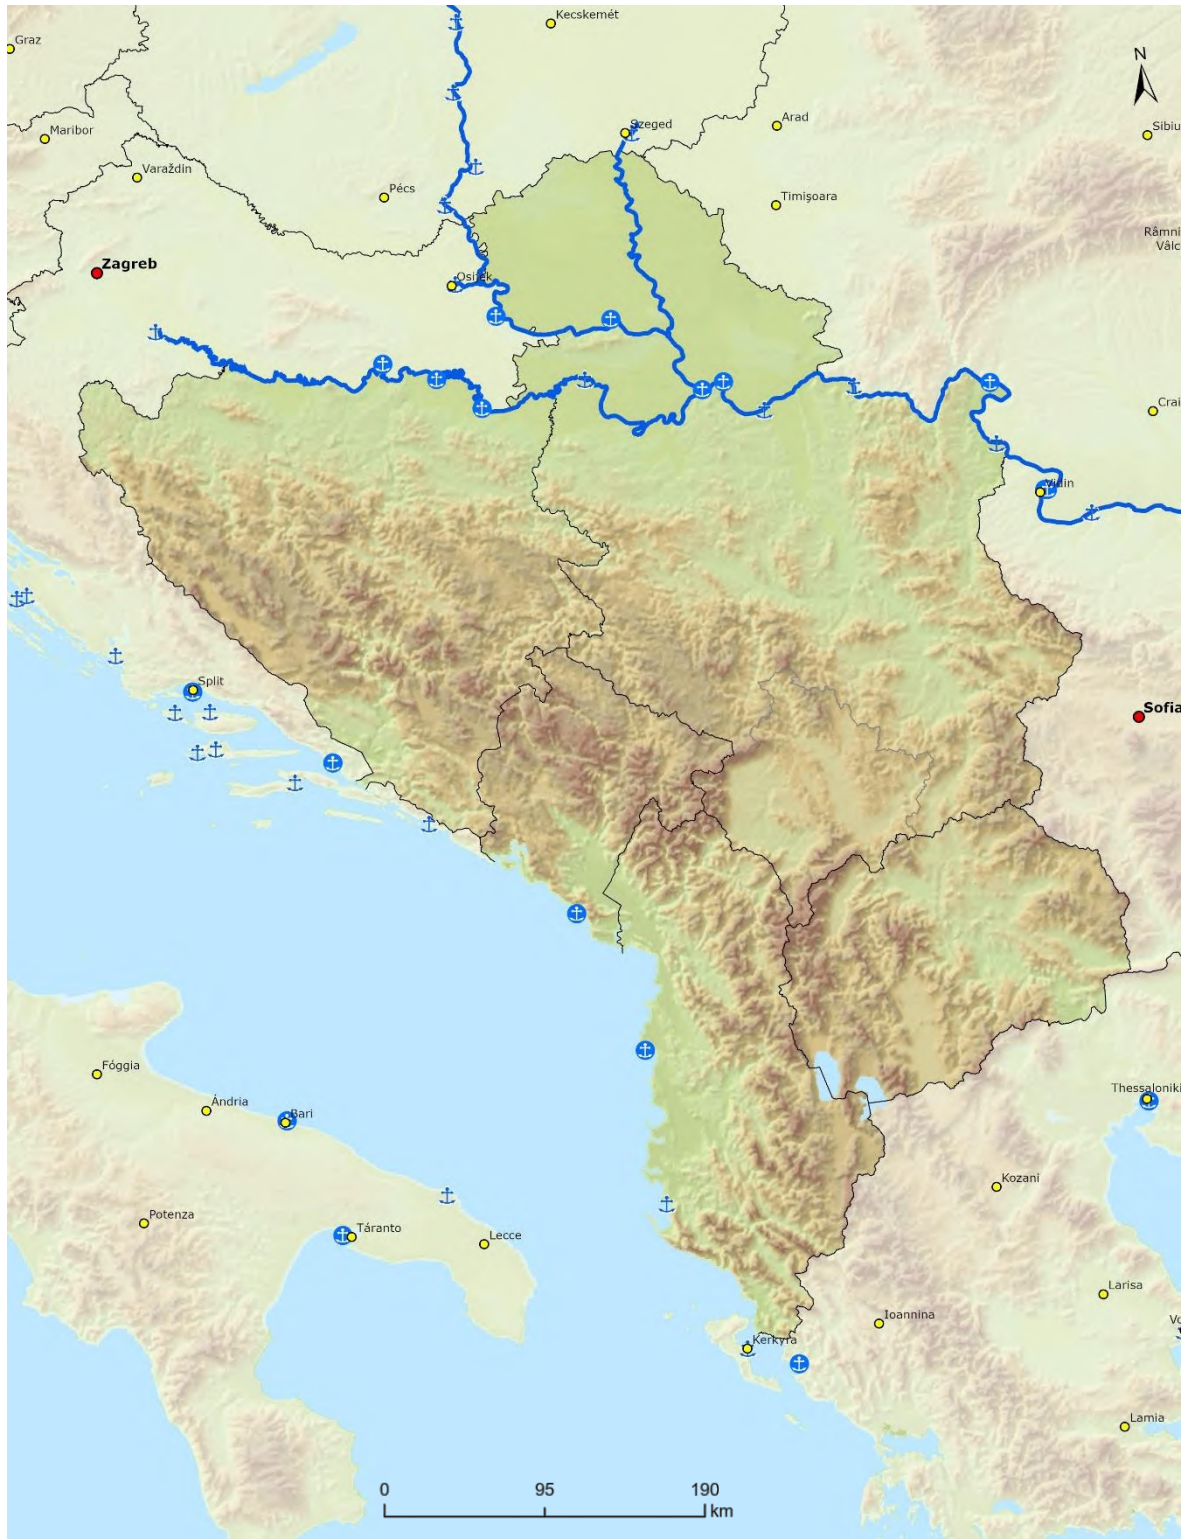 Kecskemét
Graz
N
Szeged
Arad
Sibiu
Maribor
Varaždin
Pécs
Timişoara
Râmni
Vâlc
Zagreb
Osijek
Crai
Vidin
Split
Sofia
Fóggia
Thessaloniki
Ándria
Bari
Kozani
Potenza
Táranto
Lecce
Larisa
Ioannina
Vo
Kerkyra
Lamia
0 95 190
km